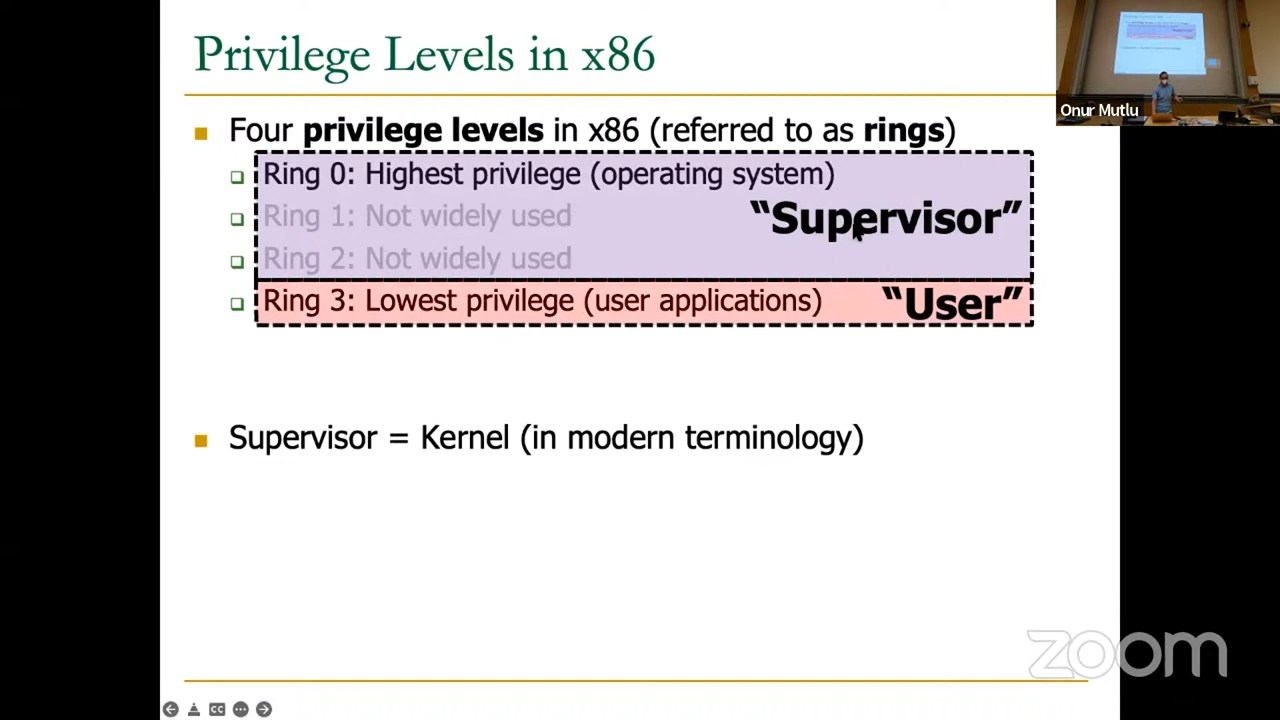 Privilege Levels in x86
Onur Mutlu
Four privilege levels in x86 (referred to as rings)
Ring 0: Highest privilege (operating system)
Ring 1: Not widely used
"Supervisor"
Ring 2: Not widely used
Ring 3: Lowest privilege (user applications)
"User"
Supervisor = Kernel (in modern terminology)
zoom
CC